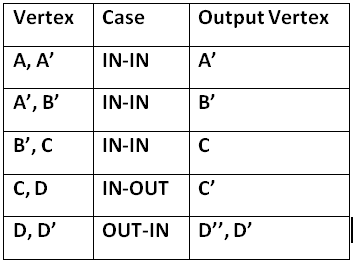 Vertex Case Output Vertex
A, A’ IN-IN A’
A’, B’ IN-IN B’
B’, C IN-IN C
C, D IN-OUT C’
D, D’ OUT-IN D’’, D’